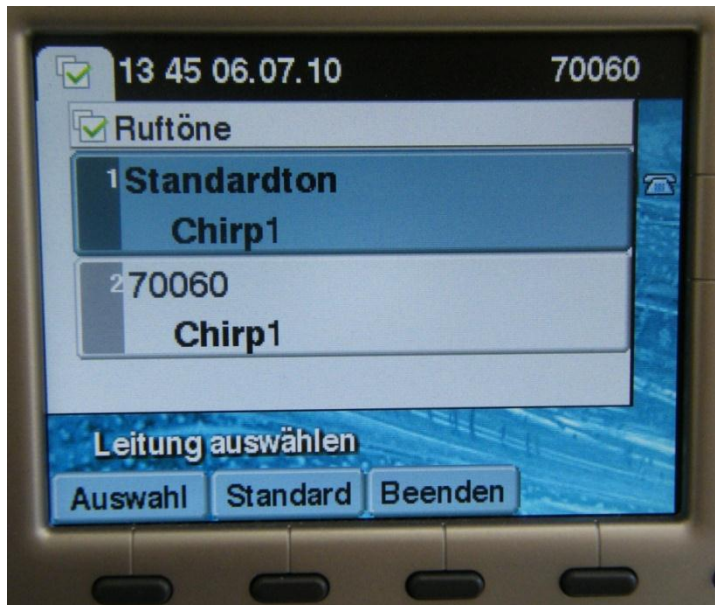 13 45 06.07.10 70060
Ruftöne
1 Standardton
Chirp1
2 70060
Chirp1
Leitung auswählen
Auswahl Standard Beenden